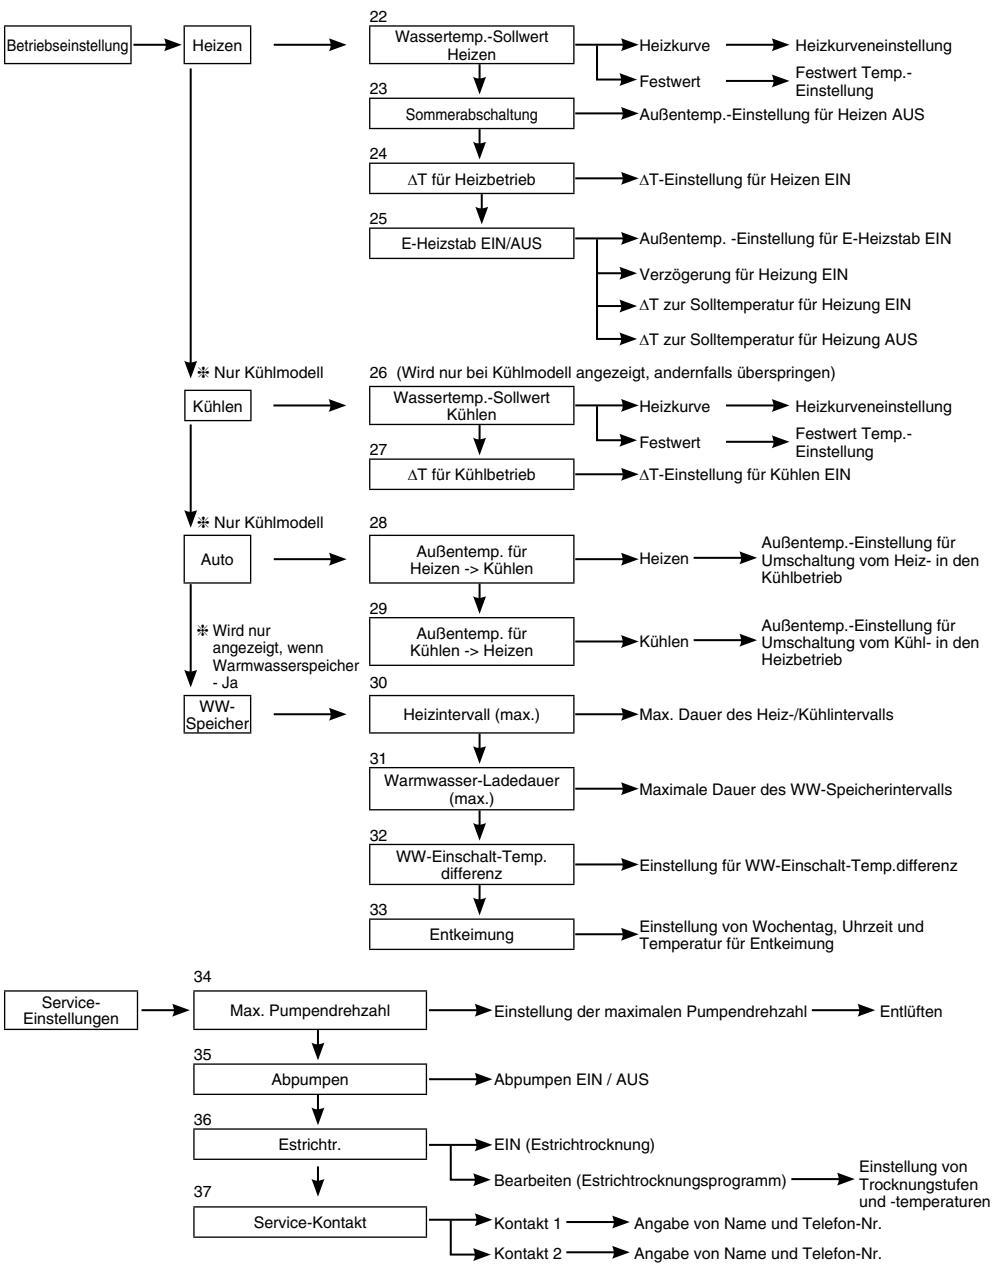 Betriebseinstellung
Heizen
22
Wassertemp.-Sollwert
Heizen
Heizkurve
Heizkurveneinstellung
Festwert
Festwert Temp.-
Einstellung
23
Sommerabschaltung
Außentemp.-Einstellung für Heizen AUS
24
ΔT für Heizbetrieb
ΔT-Einstellung für Heizen EIN
25
E-Heizstab EIN/AUS
Außentemp. -Einstellung für E-Heizstab EIN
Verzögerung für Heizung EIN
ΔT zur Solltemperatur für Heizung EIN
ΔT zur Solltemperatur für Heizung AUS
❈ Nur Kühlmodell
Kühlen
26 (Wird nur bei Kühlmodell angezeigt, andernfalls überspringen)
Wassertemp.-Sollwert
Kühlen
Heizkurve
Heizkurveneinstellung
Festwert
Festwert Temp.-
Einstellung
27
ΔT für Kühlbetrieb
ΔT-Einstellung für Kühlen EIN
❈ Nur Kühlmodell
Auto
28
Außentemp. für
Heizen -> Kühlen
Heizen
Außentemp.-Einstellung für
Umschaltung vom Heiz- in den
Kühlbetrieb
29
Außentemp. für
Kühlen -> Heizen
Kühlen
Außentemp.-Einstellung für
Umschaltung vom Kühl- in den
Heizbetrieb
❈ Wird nur
angezeigt, wenn
Warmwasserspeicher
- Ja
WW-
Speicher
30
Heizintervall (max.)
Max. Dauer des Heiz-/Kühlintervalls
31
Warmwasser-Ladedauer
(max.)
Maximale Dauer des WW-Speicherintervalls
32
WW-Einschalt-Temp.
differenz
Einstellung für WW-Einschalt-Temp.differenz
33
Entkeimung
Einstellung von Wochentag, Uhrzeit und
Temperatur für Entkeimung
Service-
Einstellungen
34
Max. Pumpendrehzahl
Einstellung der maximalen Pumpendrehzahl
Entlüften
35
Abpumpen
Abpumpen EIN / AUS
36
Estrichtr.
EIN (Estrichtrocknung)
Bearbeiten (Estrichtrocknungsprogramm)
Einstellung von
Trocknungstufen
und -temperaturen
37
Service-Kontakt
Kontakt 1
Angabe von Name und Telefon-Nr.
Kontakt 2
Angabe von Name und Telefon-Nr.